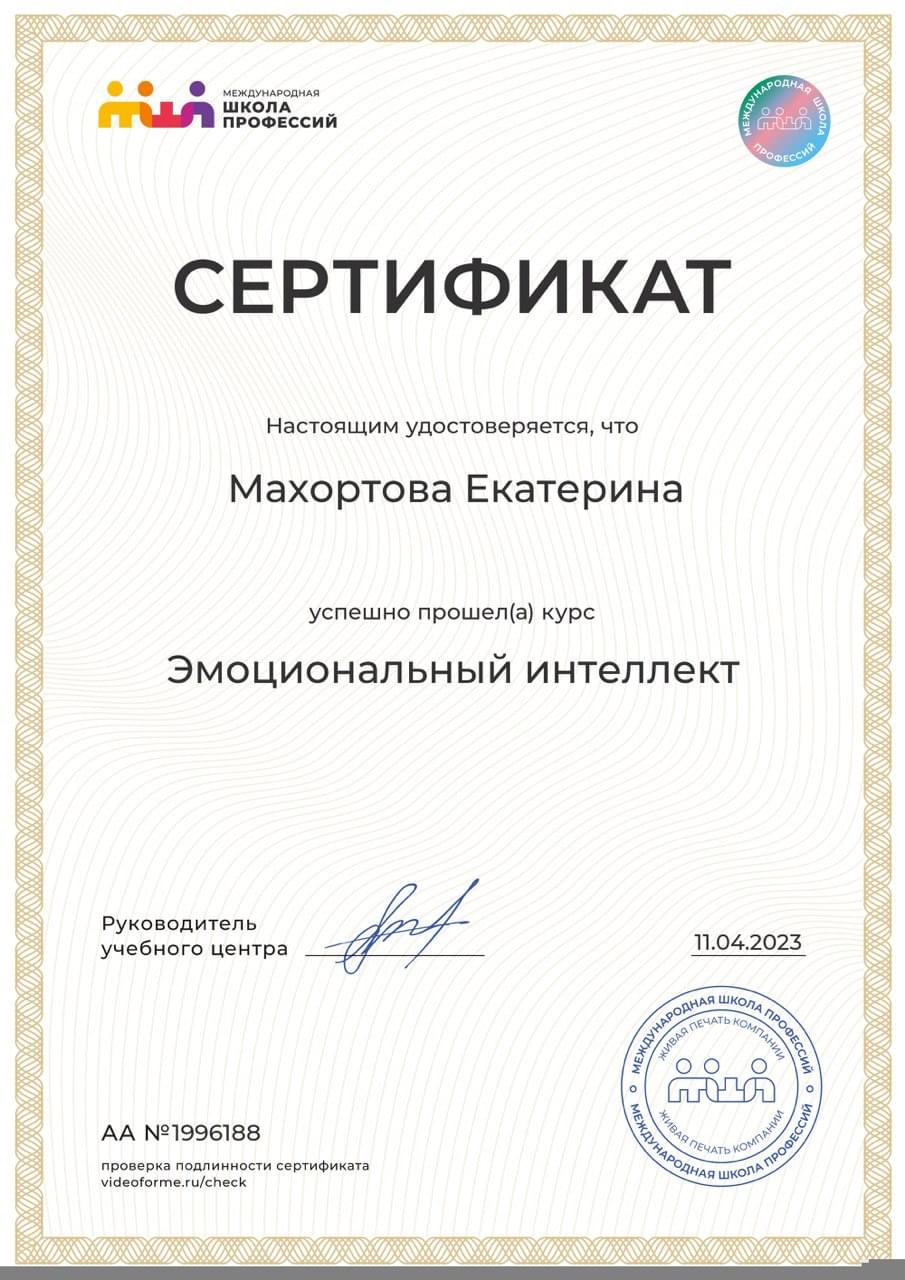 МЕЖДУНАРОДНАЯ
ШКОЛА
ПРОФЕССИЙ
МЕЖДУНАРОДНАЯ ШКОЛА
ПРОФЕССИЙ
СЕРТИФИКАТ
Настоящим удостоверяется, что
Махортова Екатерина
успешно прошел(а) курс
Эмоциональный интеллект
Руководитель
учебного центра
11.04.2023
МЕЖДУНАРОДНАЯ ШКОЛА ПРОФЕССИЙ
ЖИВАЯ ПЕЧАТЬ КОМПАНИИ
ЖИВАЯ ПЕЧАТЬ КОМПАНИИ
МЕЖДУНАРОДНАЯ ШКОЛА ПРОФЕССИЙ
АА №1996188
проверка подлинности сертификата
videoforme.ru/check